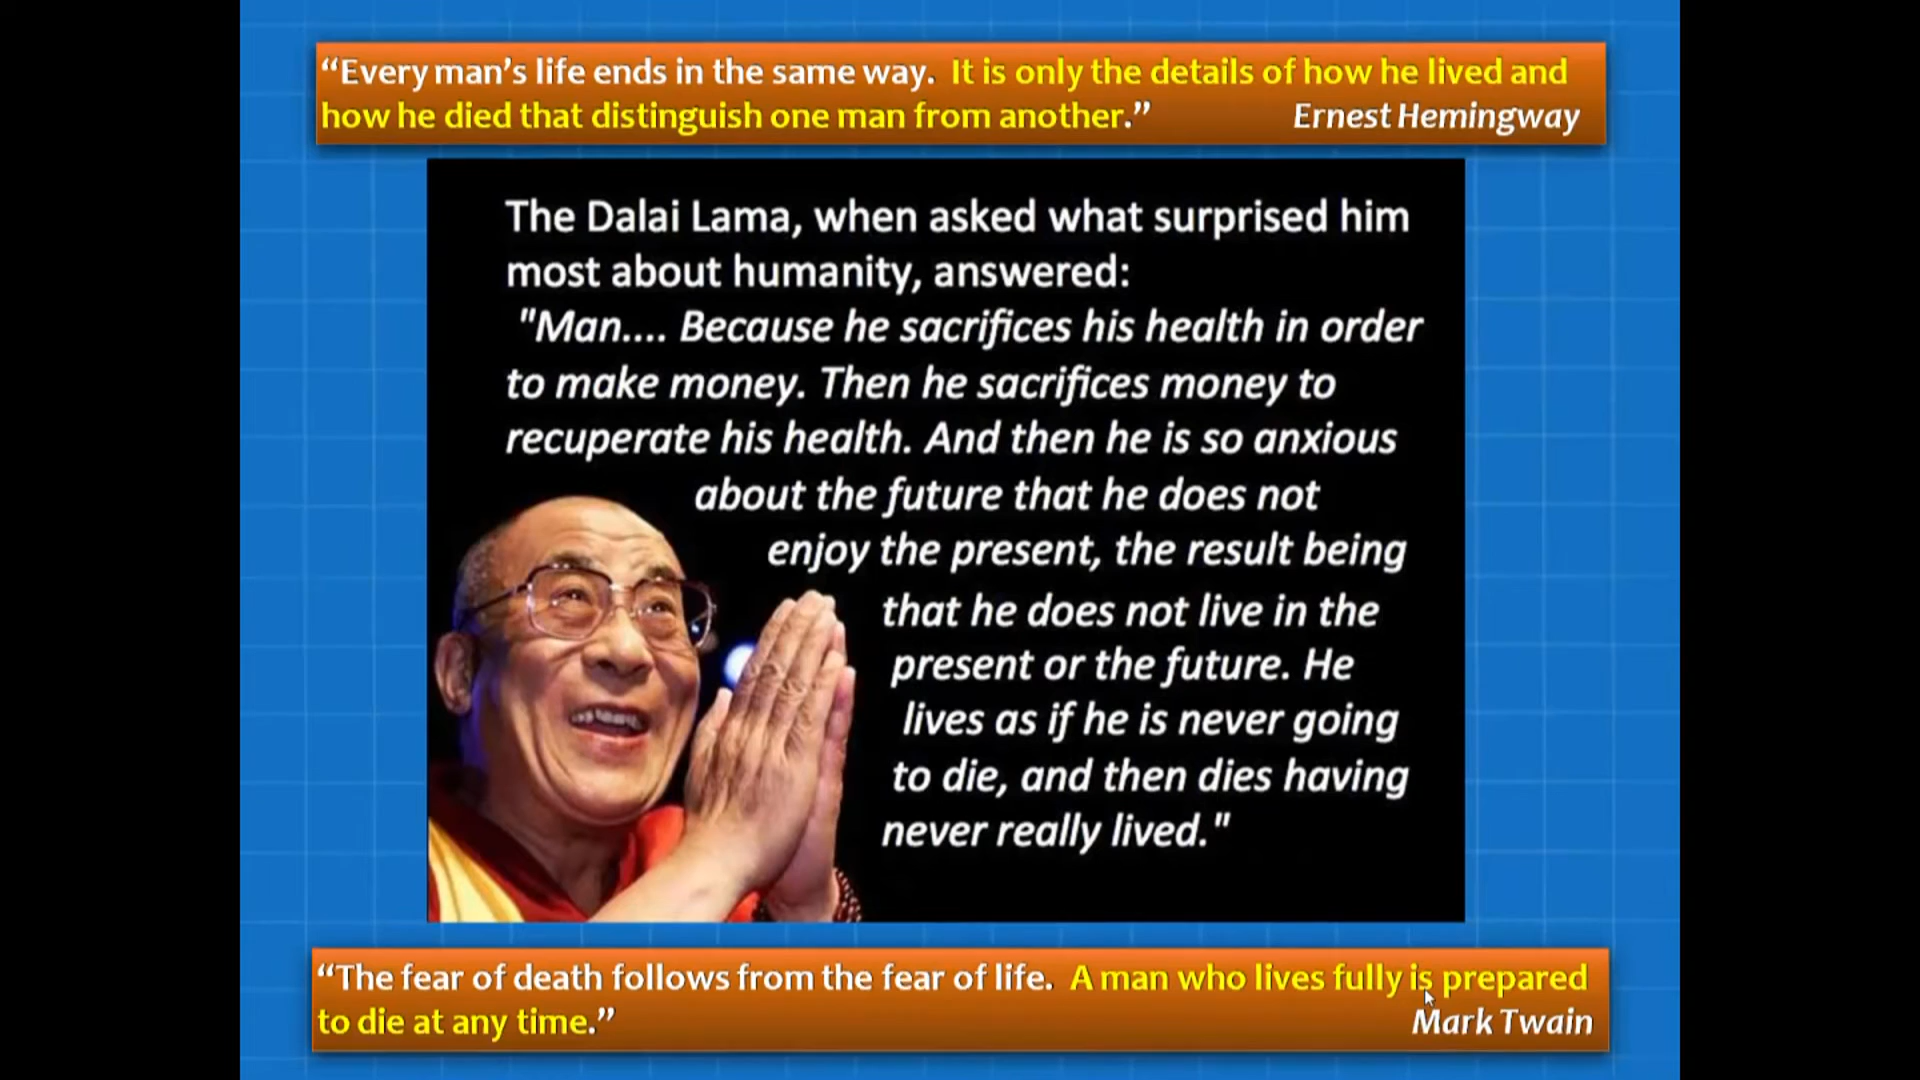 “Every man’s life ends in the same way. It is only the details of how he lived and
how he died that distinguish one man from another.” Ernest Hemingway
The Dalai Lama, when asked what surprised him
most about humanity, answered:
"Man.... Because he sacrifices his health in order
to make money. Then he sacrifices money to
recuperate his health. And then he is so anxious
about the future that he does not
enjoy the present, the result being
that he does not live in the
present or the future. He
lives as if he is never going
to die, and then dies having
never really lived."
“The fear of death follows from the fear of life. A man who lives fully is prepared
to die at any time.” Mark Twain